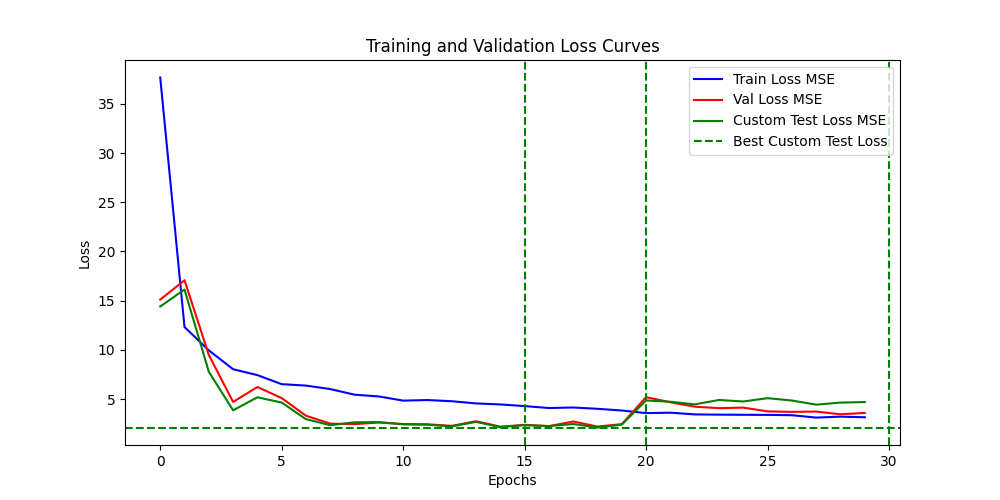 Training and Validation Loss Curves
Train Loss MSE
Val Loss MSE
Custom Test Loss MSE
Best Custom Test Loss
Loss
35
30
25
20
15
10
5
0
5
10
15
20
25
30
Epochs